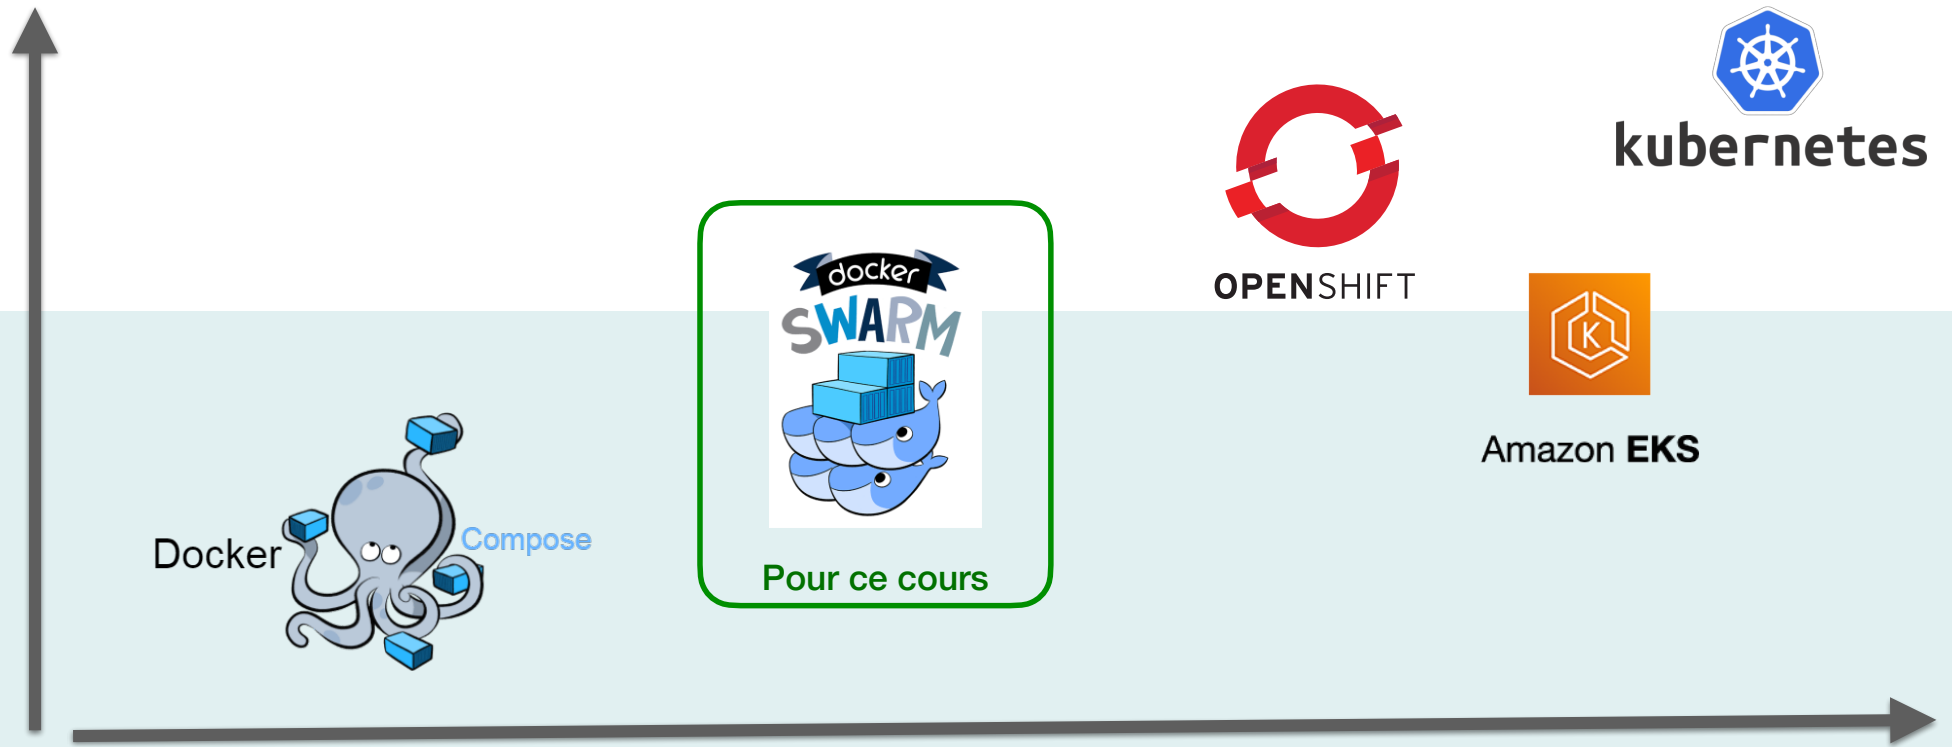 kubernetes
OPENSHIFT
docker
SWARM
K
Amazon EKS
Docker
Compose
Pour ce cours